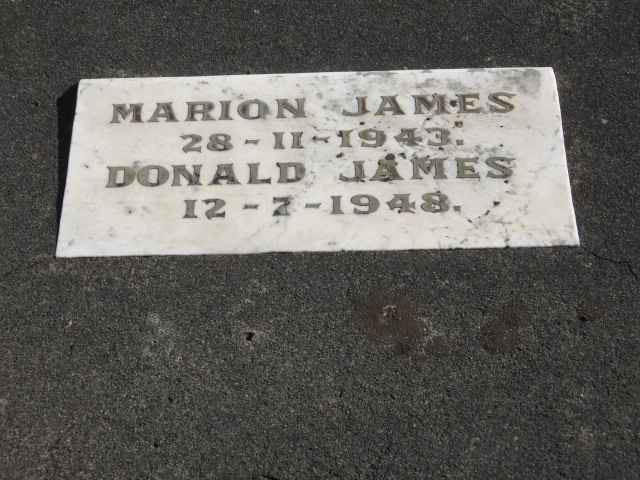 MARION JAMES
28-11-1943.
DONALD JAMES
12-7-1948.